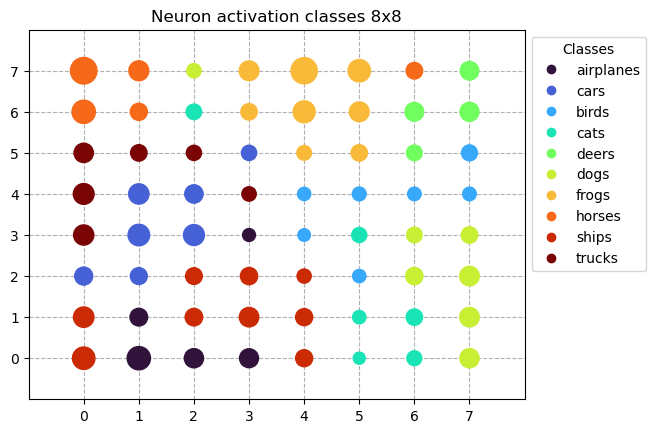 Neuron activation classes 8x8
Classes
airplanes
cars
birds
cats
deers
dogs
frogs
horses
ships
trucks
7
6
5
4
3
2
1
0
0 1 2 3 4 5 6 7